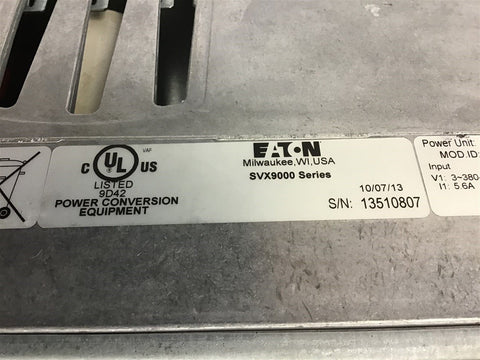 C UL US
VAF
LISTED
9D42
POWER CONVERSION
EQUIPMENT
EATON
Milwaukee,WI,USA
SVX9000 Series
10/07/13
S/N: 13510807
Power Unit:
MOD.ID:
Input
V1: 3~380-
I1: 5.6A